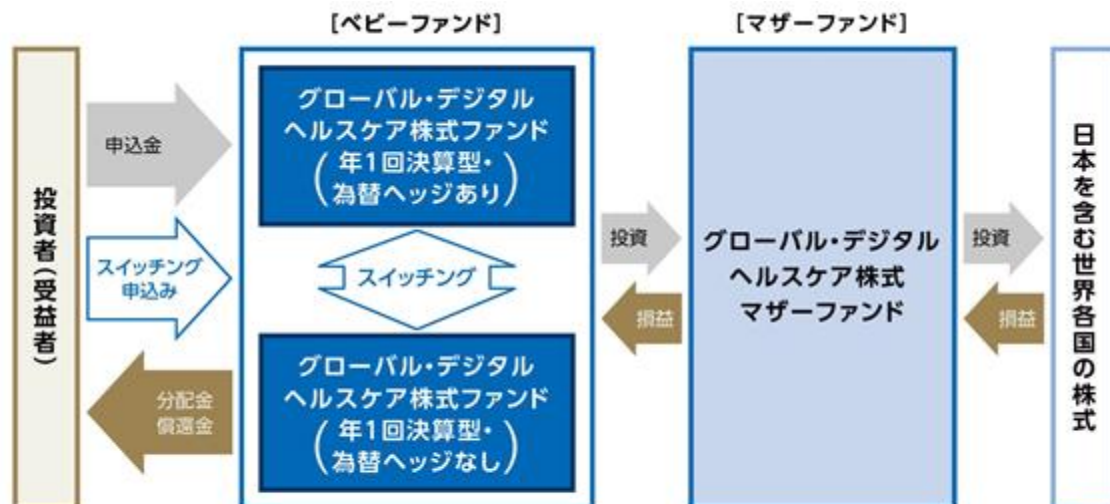 [ベビーファンド]
[マザーファンド]
投資者(受益者)
申込金
スイッチング
申込み
分配金
償還金
グローバル・デジタル
ヘルスケア株式ファンド
(年1回決算型・
為替ヘッジあり)
スイッチング
グローバル・デジタル
ヘルスケア株式ファンド
(年1回決算型・
為替ヘッジなし)
投資
損益
グローバル・デジタル
ヘルスケア株式
マザーファンド
投資
損益
日本を含む世界各国の株式